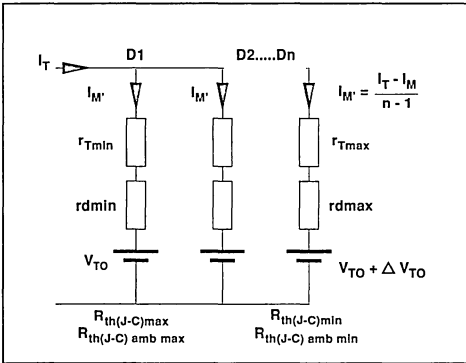 D1 D2.....Dn
I_T
I_M' I_M' I_M' = (I_T - I_M) / (n - 1)
r_Tmin r_Tmax
rdmin rdmax
V_TO V_TO + Δ V_TO
R_th(J-C)max R_th(J-C)min
R_th(J-C) amb max R_th(J-C) amb min